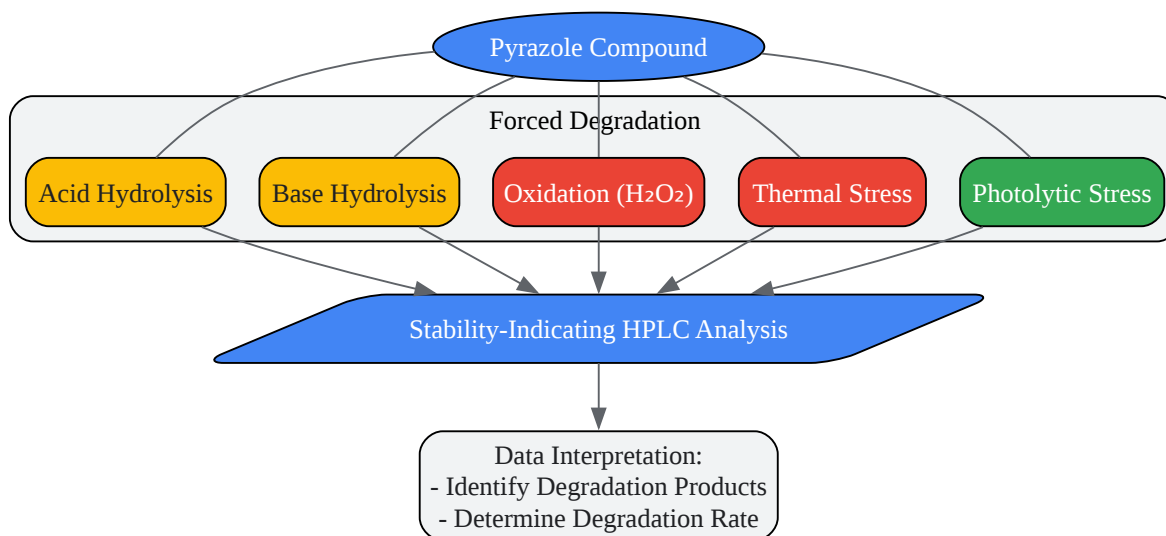 Pyrazole Compound
Forced Degradation
Acid Hydrolysis
Base Hydrolysis
Oxidation (H₂O₂)
Thermal Stress
Photolytic Stress
Stability-Indicating HPLC Analysis
Data Interpretation:
- Identify Degradation Products
- Determine Degradation Rate